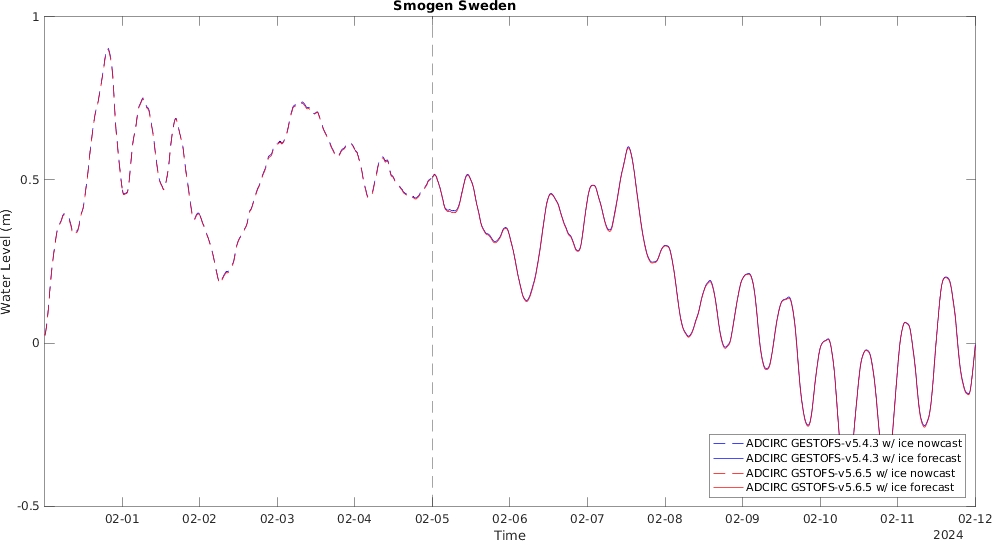 Smogen Sweden
1
0.5
0
-0.5
Water Level (m)
02-01 02-02 02-03 02-04 02-05 02-06 02-07 02-08 02-09 02-10 02-11 02-12
Time
2024
ADCIRC GESTOFS-v5.4.3 w/ ice nowcast
ADCIRC GESTOFS-v5.4.3 w/ ice forecast
ADCIRC GSTOFS-v5.6.5 w/ ice nowcast
ADCIRC GSTOFS-v5.6.5 w/ ice forecast